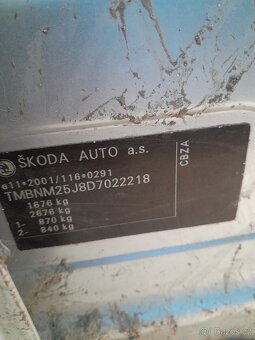 ŠKODA AUTO a.s.
e11*2001/116*0291
TMBNM25J8D7022218
1676 kg
2676 kg
1- 870 kg
2- 840 kg
CBZA